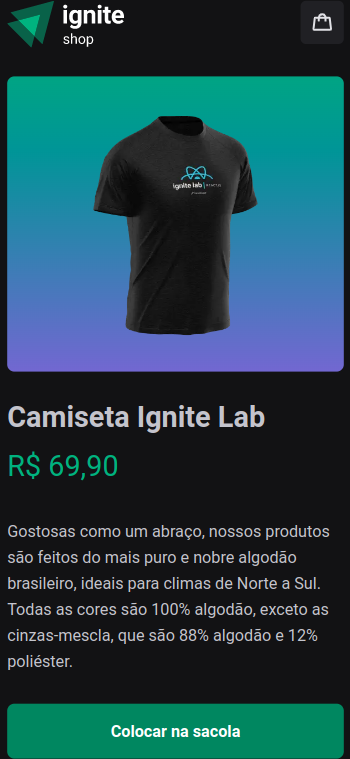 ignite
shop
ignite lab
Camiseta Ignite Lab
R$ 69,90
Gostosas como um abraço, nossos produtos
são feitos do mais puro e nobre algodão
brasileiro, ideais para climas de Norte a Sul.
Todas as cores são 100% algodão, exceto as
cinzas-mescla, que são 88% algodão e 12%
poliéster.
Colocar na sacola